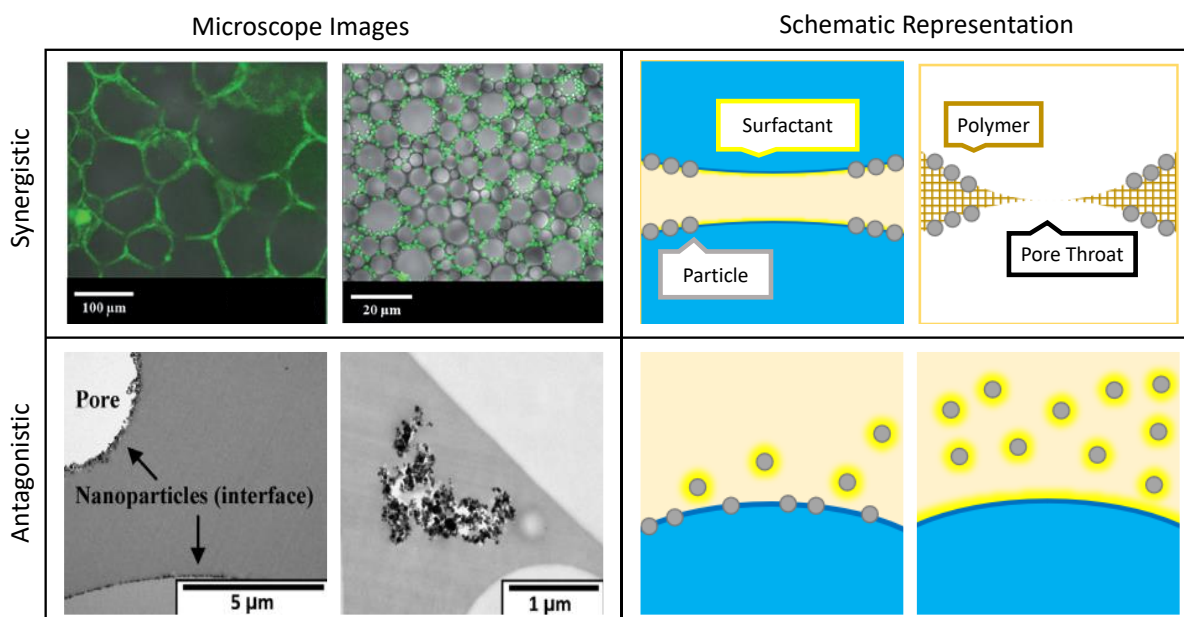 Microscope Images
Schematic Representation
Synergistic
100 µm
20 µm
Surfactant
Particle
Polymer
Pore Throat
Antagonistic
Pore
Nanoparticles (interface)
5 µm
1 µm